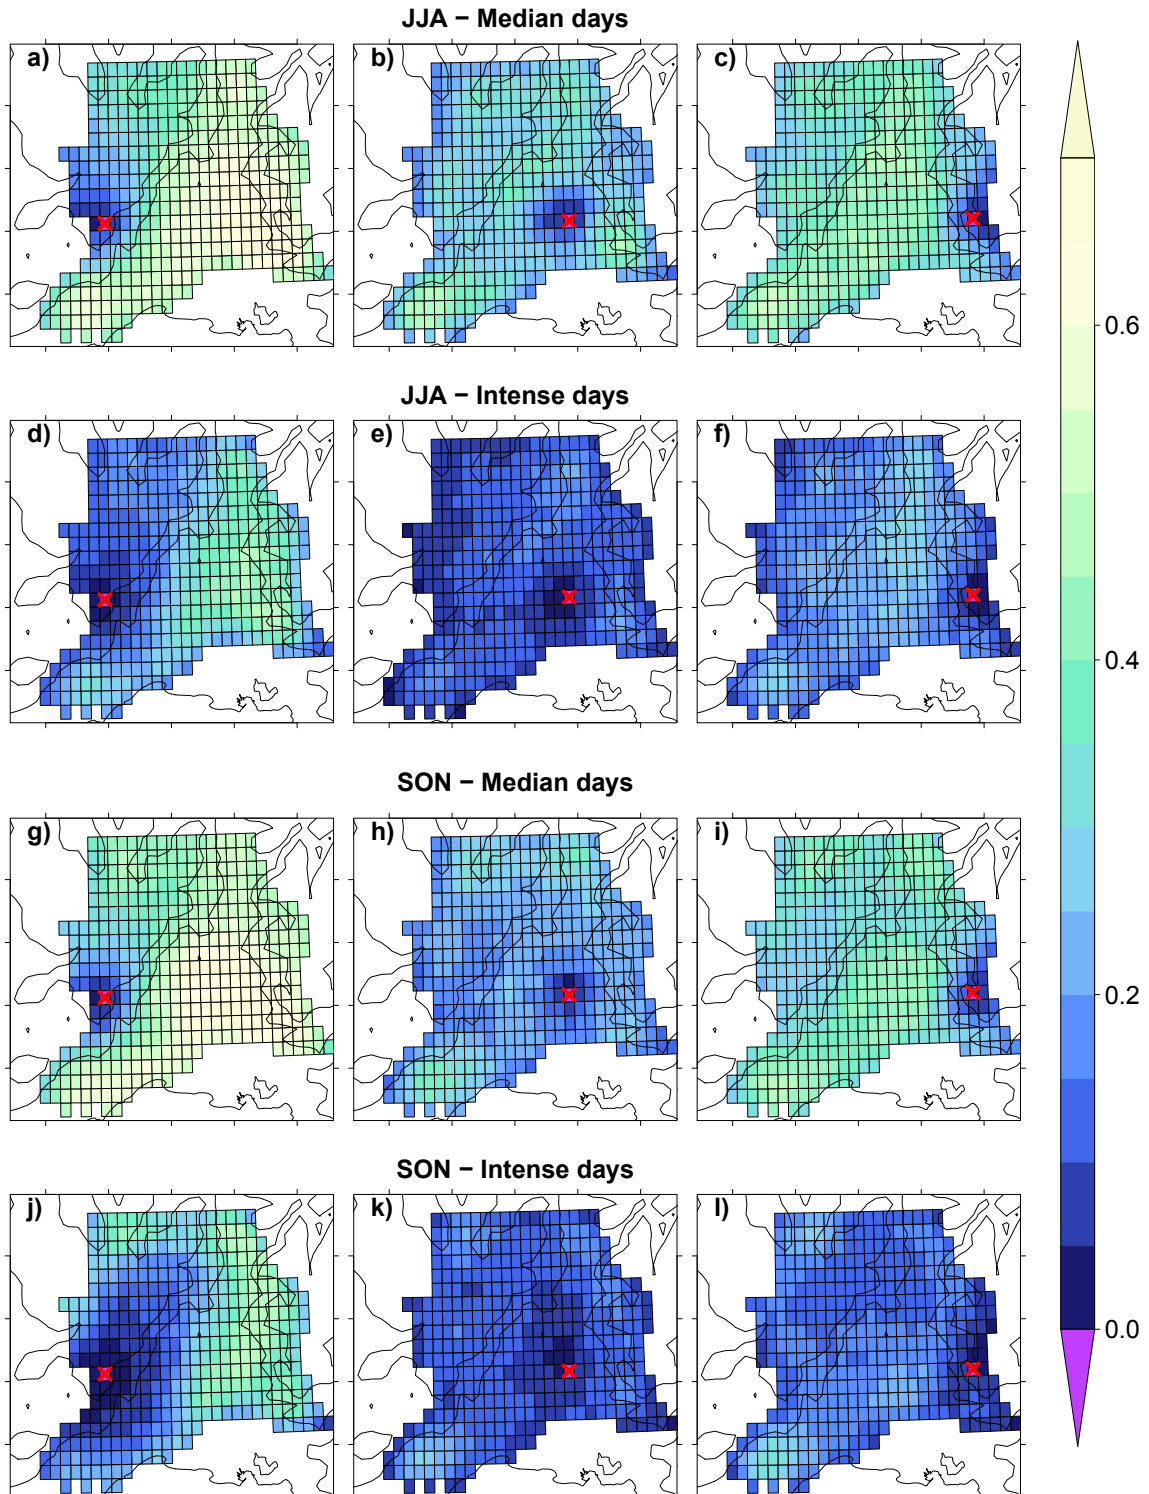 JJA − Median days
a)
b)
c)
JJA − Intense days
d)
e)
f)
SON − Median days
g)
h)
i)
SON − Intense days
j)
k)
l)
0.6
0.4
0.2
0.0